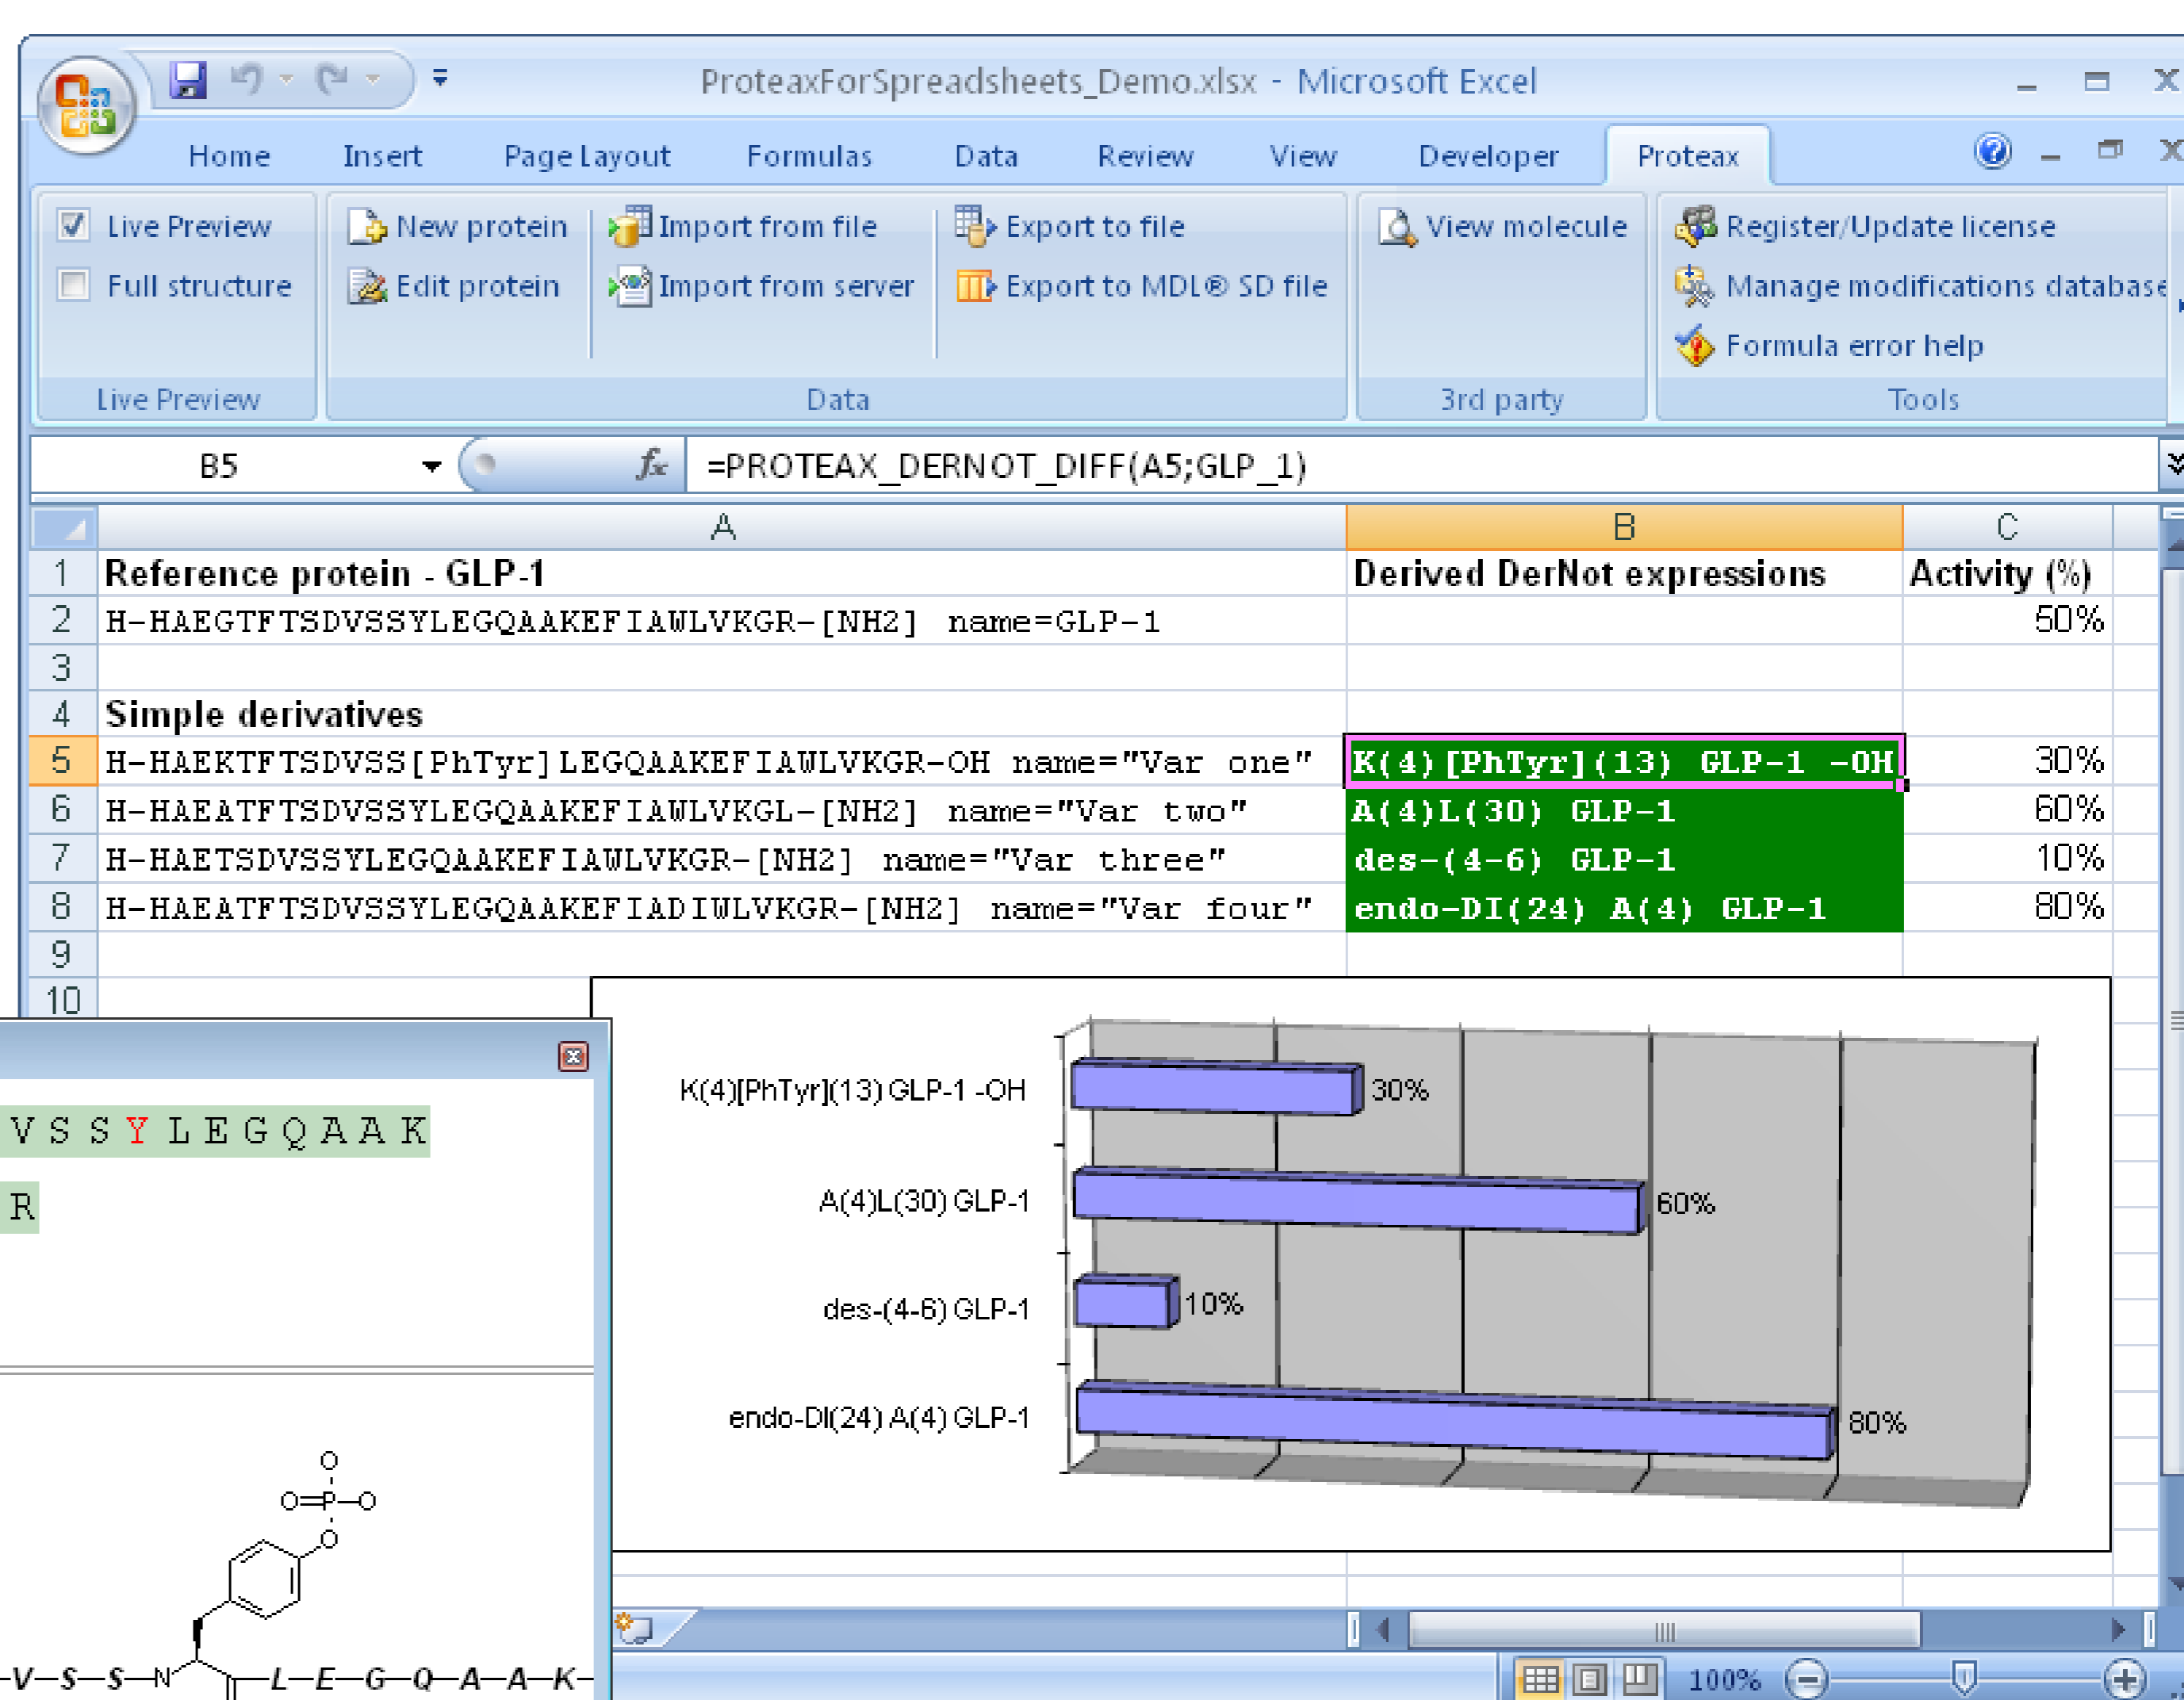 ProteaxForSpreadsheets_Demo.xlsx - Microsoft Excel
Home Insert Page Layout Formulas Data Review View Developer Proteax
Live Preview New protein Import from file Export to file View molecule Register/Update license
Full structure Edit protein Import from server Export to MDL® SD file Manage modifications database
Formula error help
Live Preview Data 3rd party Tools
B5 fx =PROTEAX_DERNOT_DIFF(A5;GLP_1)
A B C
1 Reference protein - GLP-1 Derived DerNot expressions Activity (%)
2 H-HAEGTFTSDVSSYLEGQAAKEFIAWLVKGR-[NH2] name=GLP-1 50%
3
4 Simple derivatives
5 H-HAEKTFTSDVSS[PhTyr]LEGQAAKEFIAWLVKGR-OH name="Var one" K(4)[PhTyr](13) GLP-1 -OH 30%
6 H-HAEATFTSDVSSYLEGQAAKEFIAWLVKGL-[NH2] name="Var two" A(4)L(30) GLP-1 60%
7 H-HAETSDVSSYLEGQAAKEFIAWLVKGR-[NH2] name="Var three" des-(4-6) GLP-1 10%
8 H-HAEATFTSDVSSYLEGQAAKEFIADIWLVKGR-[NH2] name="Var four" endo-DI(24) A(4) GLP-1 80%
9
10
K(4)[PhTyr](13) GLP-1 -OH 30%
A(4)L(30) GLP-1 60%
des-(4-6) GLP-1 10%
endo-DI(24) A(4) GLP-1 80%
V S S Y L E G Q A A K
R
O
O=P-O
O
-V-S-S-N -L-E-G-Q-A-A-K-
100%